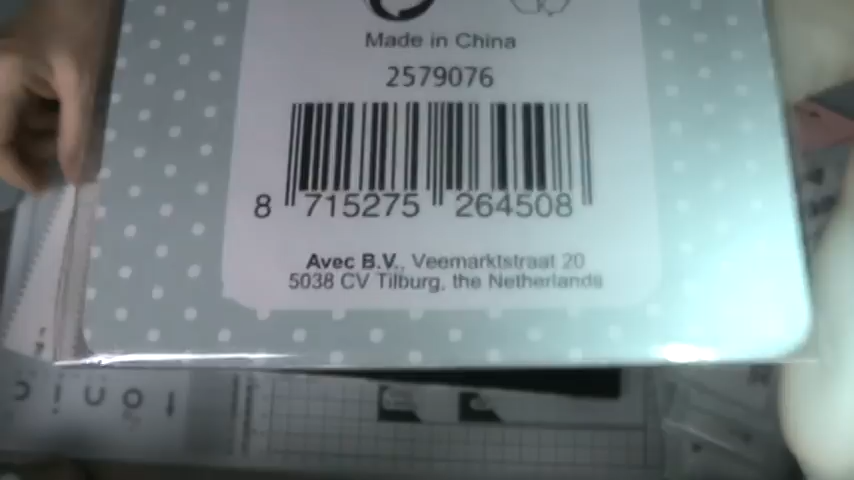 Made in China
2579076
8 715275 264508
Avec B.V., Veemarktstraat 20
5038 CV Tilburg, the Netherlands